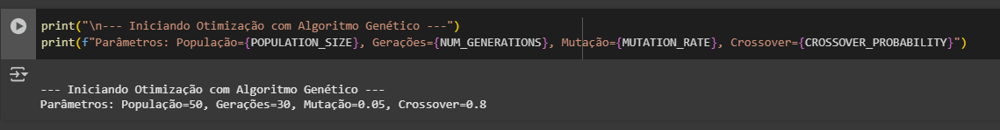 print("\n--- Iniciando Otimização com Algoritmo Genético ---")
print(f"Parâmetros: População={POPULATION_SIZE}, Gerações={NUM_GENERATIONS}, Mutação={MUTATION_RATE}, Crossover={CROSSOVER_PROBABILITY}")
--- Iniciando Otimização com Algoritmo Genético ---
Parâmetros: População=50, Gerações=30, Mutação=0.05, Crossover=0.8